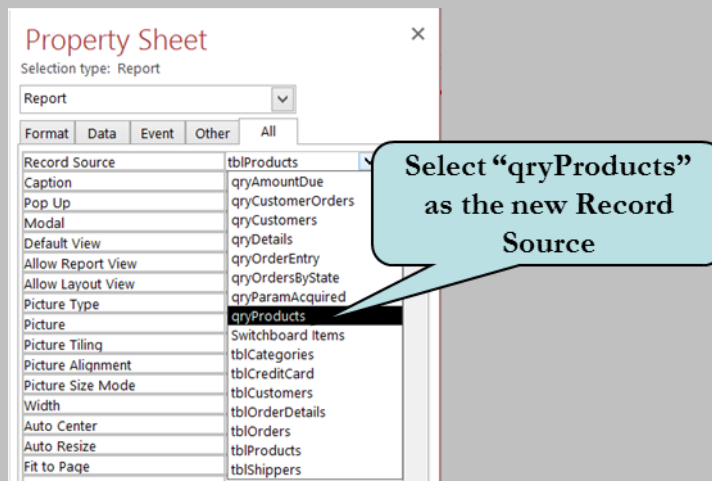 Property Sheet
Selection type: Report
Report
Format Data Event Other All
Record Source tblProducts
Caption qryAmountDue
Pop Up qryCustomerOrders
Modal qryCustomers
Default View qryDetails
Allow Report View qryOrderEntry
Allow Layout View qryOrdersByState
Picture Type qryParamAcquired
Picture qryProducts
Picture Tiling Switchboard Items
Picture Alignment tblCategories
Picture Size Mode tblCreditCard
Width tblCustomers
Auto Center tblOrderDetails
Auto Resize tblOrders
Fit to Page tblProducts
tblShippers
Select “qryProducts”
as the new Record
Source